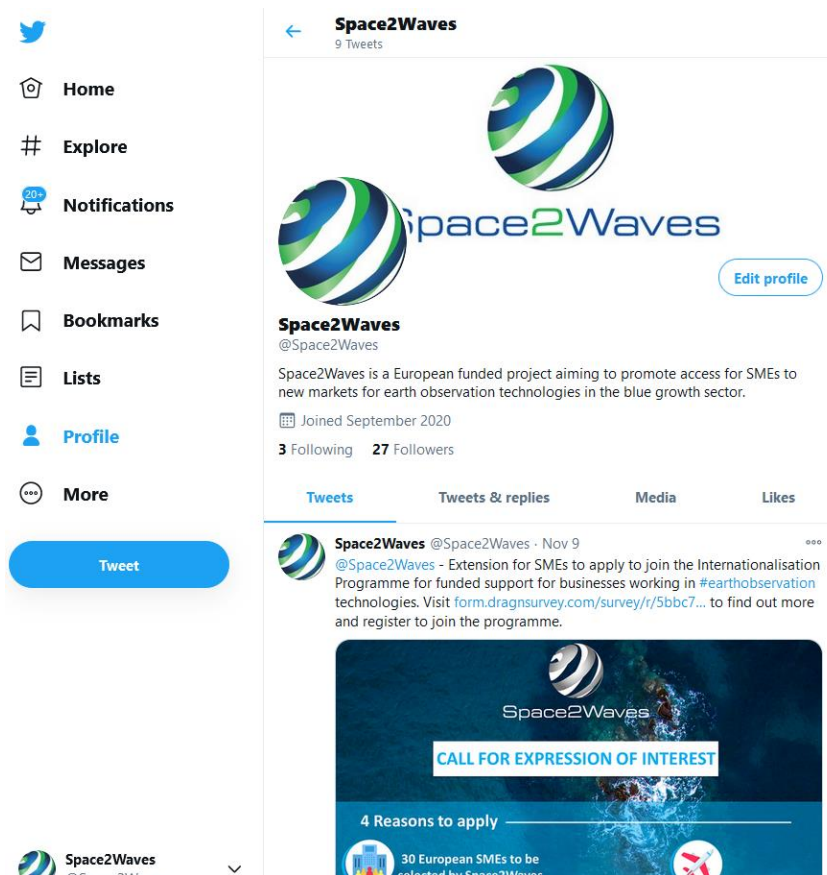 Space2Waves
9 Tweets
Home
Explore
20+
Notifications
Messages
Bookmarks
Lists
Profile
More
Tweet
Space2Waves
Space2Waves
Edit profile
Space2Waves
@Space2Waves
Space2Waves is a European funded project aiming to promote access for SMEs to
new markets for earth observation technologies in the blue growth sector.
Joined September 2020
3 Following 27 Followers
Tweets Tweets & replies Media Likes
Space2Waves @Space2Waves · Nov 9
@Space2Waves - Extension for SMEs to apply to join the Internationalisation
Programme for funded support for businesses working in #earthobservation
technologies. Visit form.dragnsurvey.com/survey/r/5bbc7... to find out more
and register to join the programme.
Space2Waves
CALL FOR EXPRESSION OF INTEREST
4 Reasons to apply
30 European SMEs to be
selected by Space2Waves